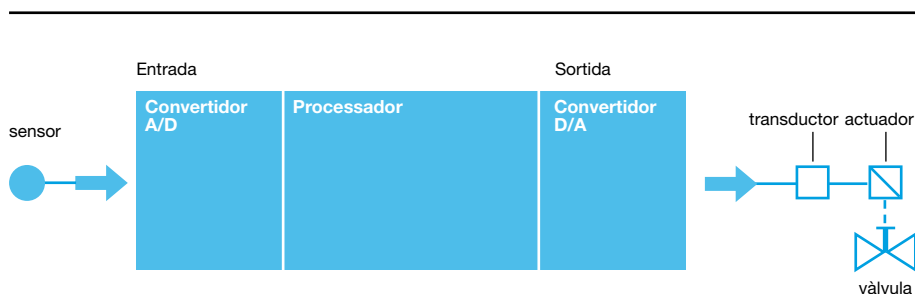 Entrada
Sortida
sensor
Convertidor
A/D
Processador
Convertidor
D/A
transductor actuador
vàlvula